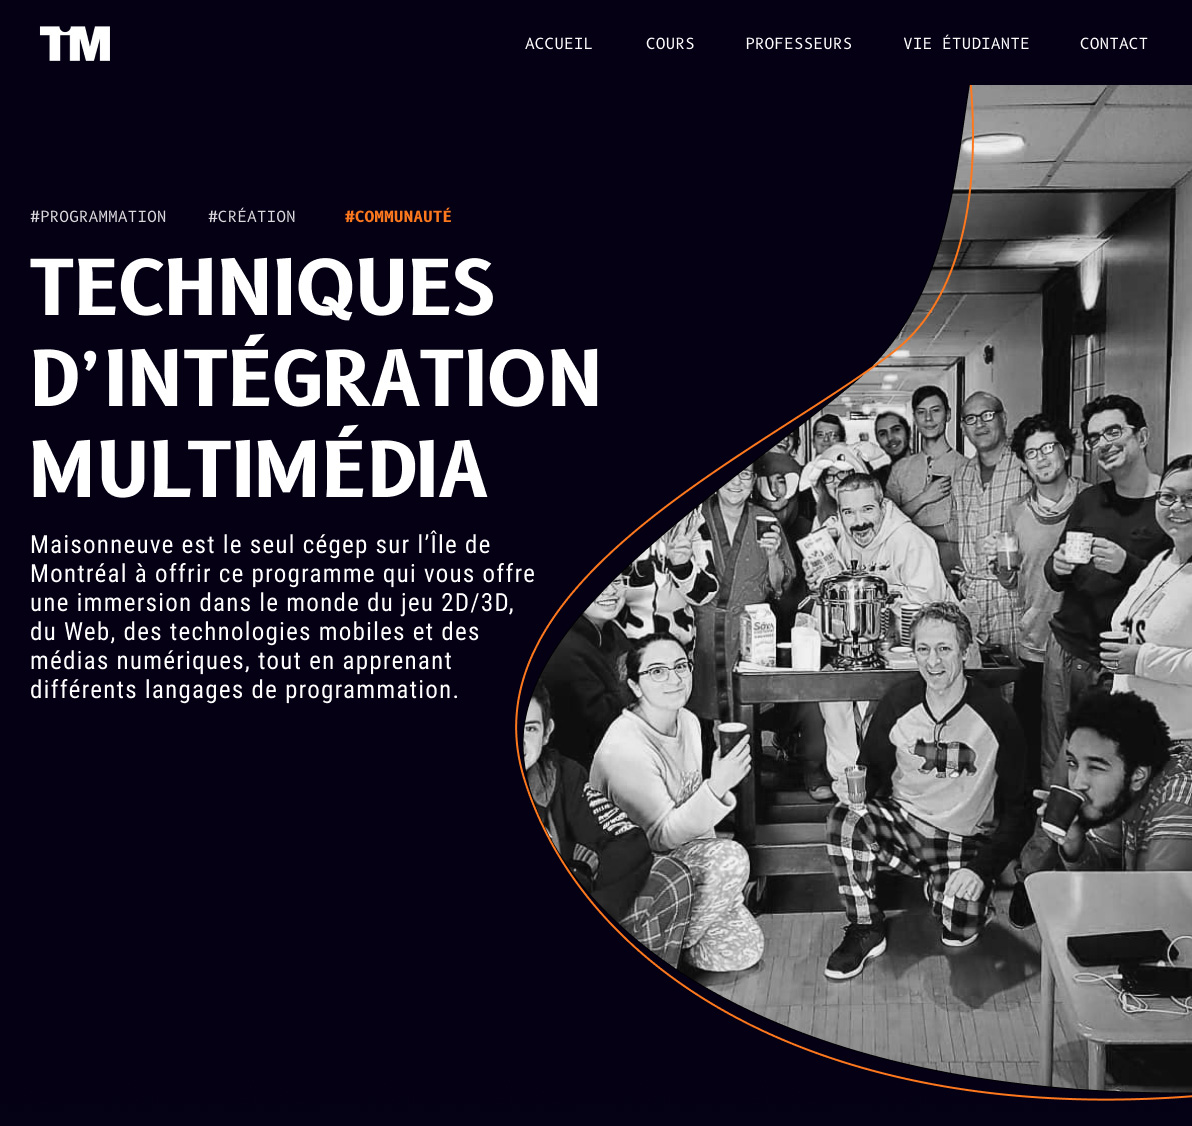 TIM
ACCUEIL COURS PROFESSEURS VIE ÉTUDIANTE CONTACT
#PROGRAMMATION #CRÉATION #COMMUNAUTÉ
TECHNIQUES
D’INTÉGRATION
MULTIMÉDIA
Maisonneuve est le seul cégep sur l’Île de
Montréal à offrir ce programme qui vous offre
une immersion dans le monde du jeu 2D/3D,
du Web, des technologies mobiles et des
médias numériques, tout en apprenant
différents langages de programmation.